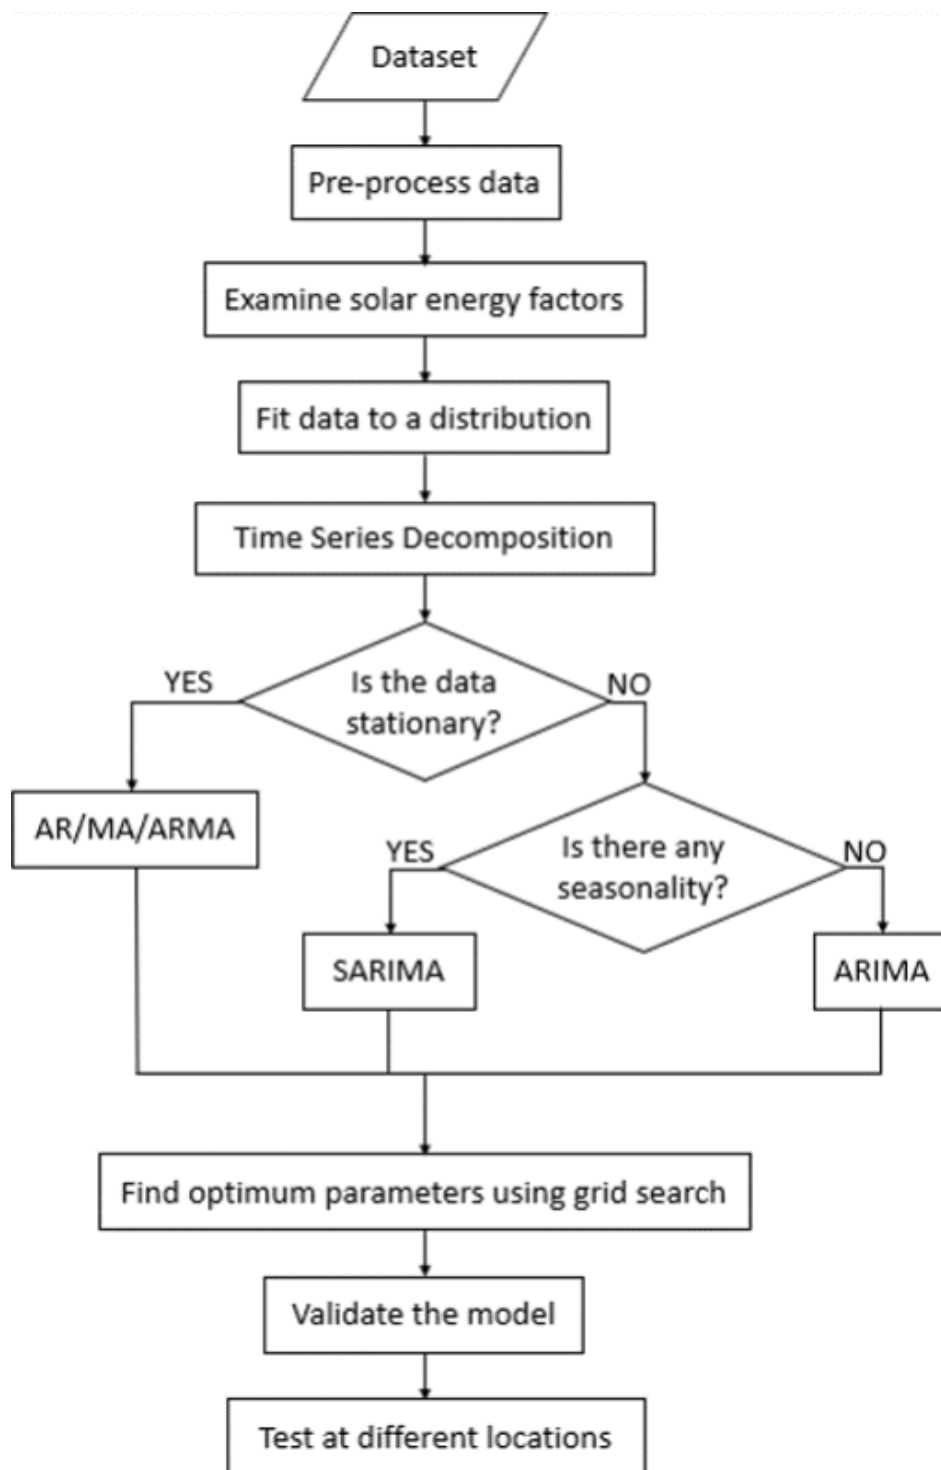 Dataset
Pre-process data
Examine solar energy factors
Fit data to a distribution
Time Series Decomposition
Is the data
stationary?
YES
NO
AR/MA/ARMA
Is there any
seasonality?
YES
NO
SARIMA
ARIMA
Find optimum parameters using grid search
Validate the model
Test at different locations